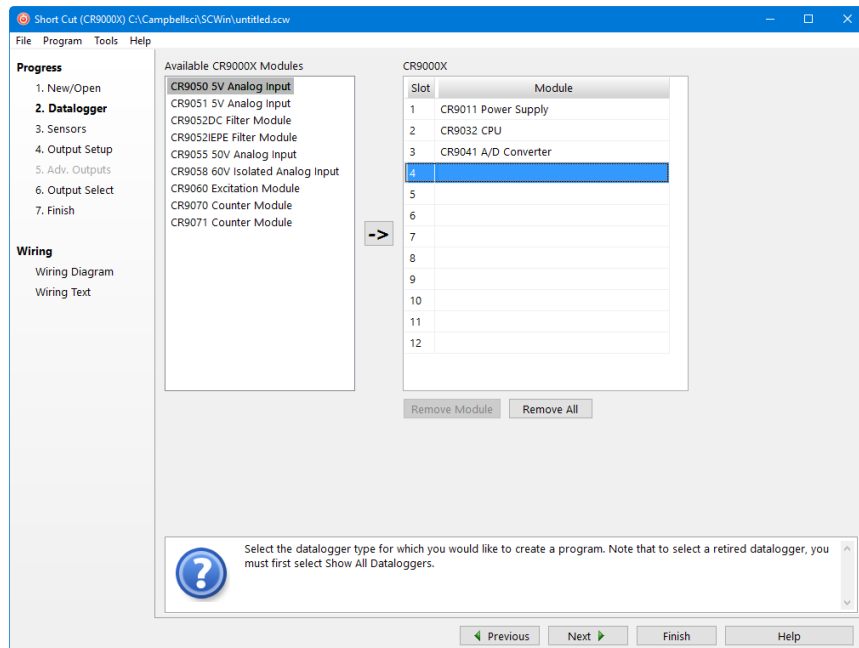 Short Cut (CR9000X) C:\Campbellsci\SCWin\untitled.scw
File Program Tools Help
Progress
1. New/Open
2. Datalogger
3. Sensors
4. Output Setup
5. Adv. Outputs
6. Output Select
7. Finish
Wiring
Wiring Diagram
Wiring Text
Available CR9000X Modules
CR9050 5V Analog Input
CR9051 5V Analog Input
CR9052DC Filter Module
CR9052IEPE Filter Module
CR9055 50V Analog Input
CR9058 60V Isolated Analog Input
CR9060 Excitation Module
CR9070 Counter Module
CR9071 Counter Module
->
CR9000X
Slot Module
1 CR9011 Power Supply
2 CR9032 CPU
3 CR9041 A/D Converter
4
5
6
7
8
9
10
11
12
Remove Module Remove All
Select the datalogger type for which you would like to create a program. Note that to select a retired datalogger, you
must first select Show All Dataloggers.
Previous Next Finish Help